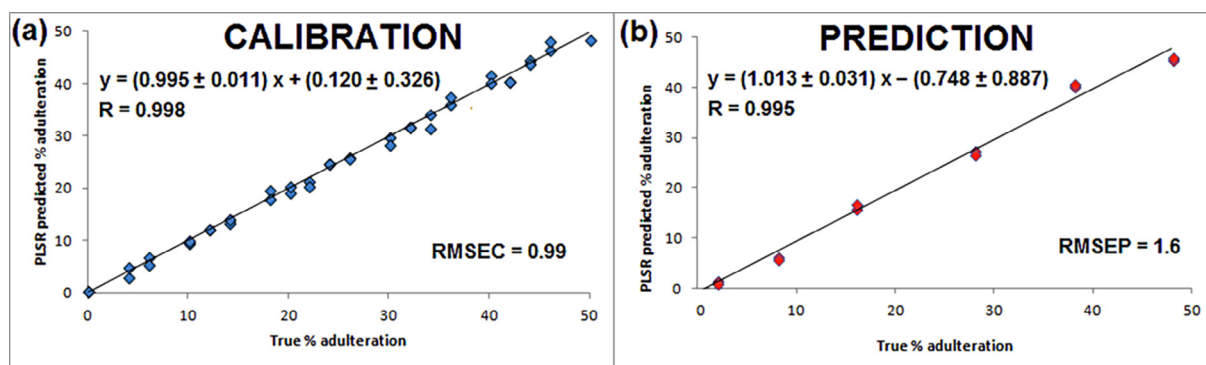 (a) CALIBRATION
y = (0.995 ± 0.011) x + (0.120 ± 0.326)
R = 0.998
RMSEC = 0.99
PLSR predicted % adulteration
50
40
30
20
10
0
0 10 20 30 40 50
True % adulteration
(b) PREDICTION
y = (1.013 ± 0.031) x – (0.748 ± 0.887)
R = 0.995
RMSEP = 1.6
PLSR predicted % adulteration
50
40
30
20
10
0
0 10 20 30 40 50
True % adulteration